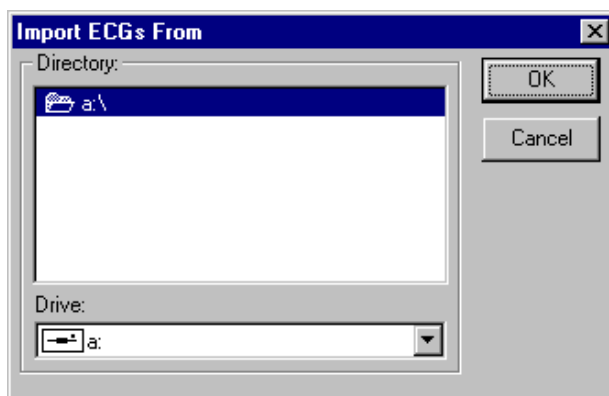 Import ECGs From
Directory:
OK
a:\
Cancel
Drive:
a: